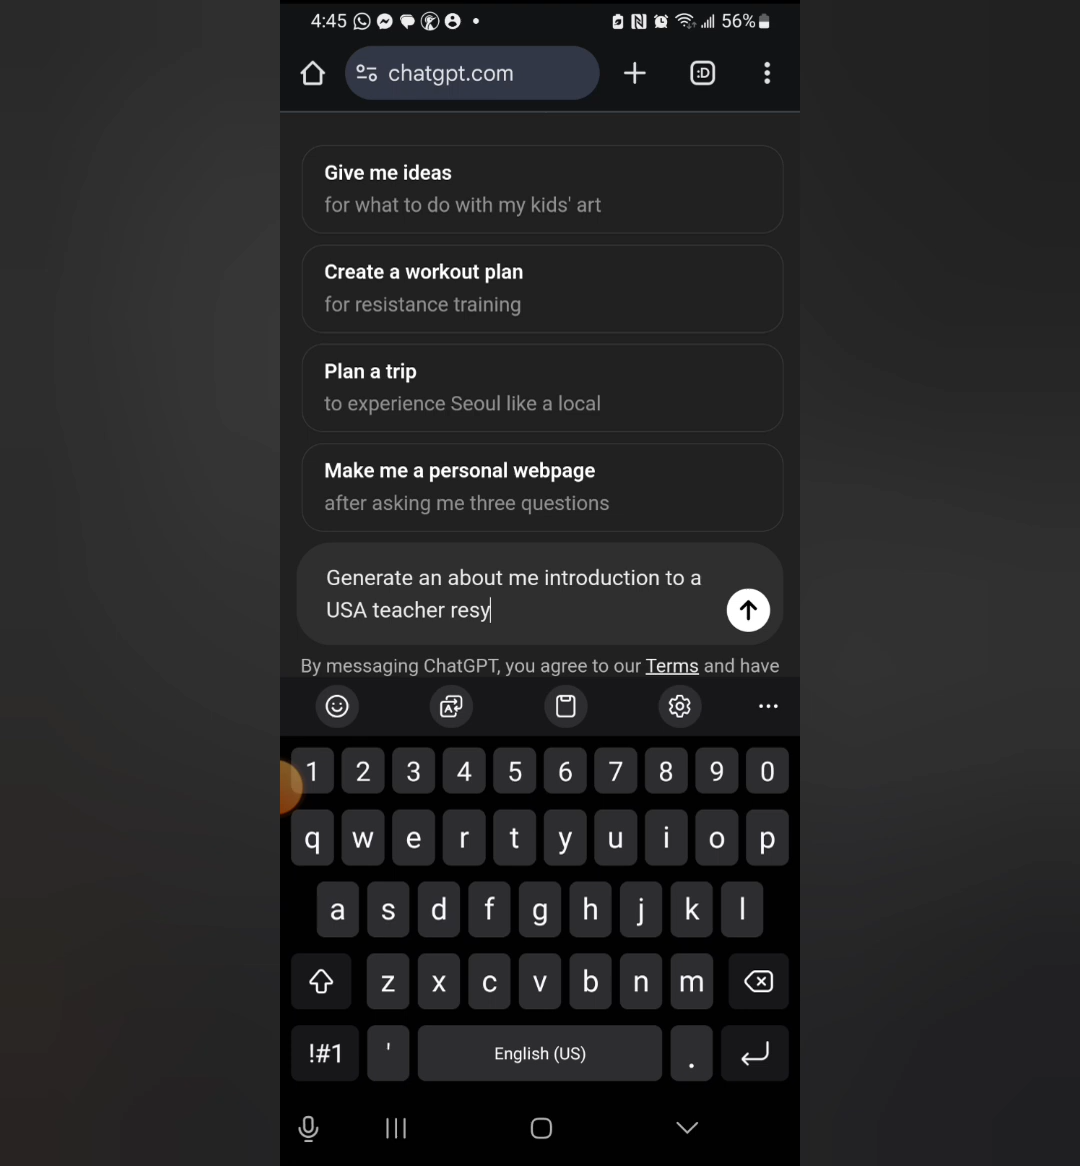 4:45 56%
chatgpt.com :D
Give me ideas
for what to do with my kids' art
Create a workout plan
for resistance training
Plan a trip
to experience Seoul like a local
Make me a personal webpage
after asking me three questions
Generate an about me introduction to a
USA teacher resy
By messaging ChatGPT, you agree to our Terms and have
1 2 3 4 5 6 7 8 9 0
q w e r t y u i o p
a s d f g h j k l
z x c v b n m
!#1 ' English (US) .